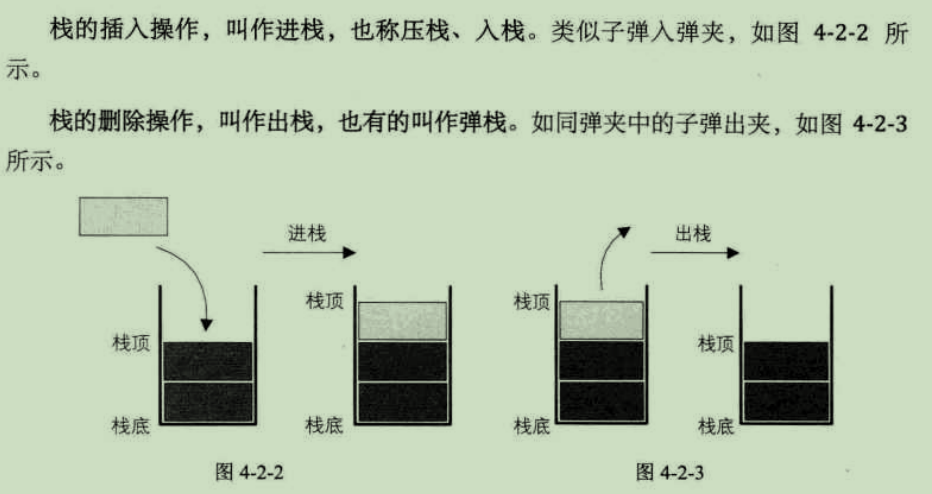 栈的插入操作，叫作进栈，也称压栈、入栈。类似子弹入弹夹，如图 4-2-2 所
示。
栈的删除操作，叫作出栈，也有的叫作弹栈。如同弹夹中的子弹出夹，如图 4-2-3
所示。
进栈
出栈
栈顶
栈顶
栈顶
栈顶
栈底
栈底
栈底
栈底
图 4-2-2
图 4-2-3